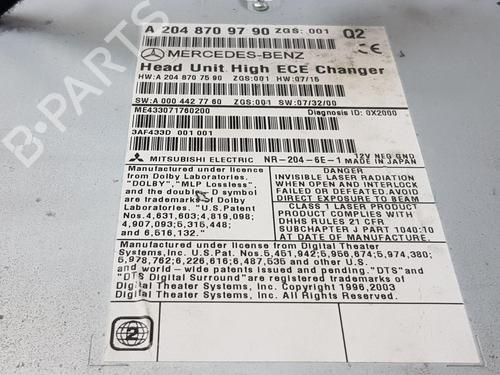 A 204 870 97 90 ZGS: .001 Q2
MERCEDES-BENZ CE
Head Unit High ECE Changer
HW:A 204 870 75 90 ZGS:001 HW:07/15
SW:A 000 442 77 60 ZGS:001 SW:07/32/00
ME433071760200 Diagnosis ID: 0X2000
3AF433D 001 001
12V NEG GND
MITSUBISHI ELECTRIC NR-204-6E-1 MADE IN JAPAN
Manufactured under license
from Dolby Laboratories.
"DOLBY", "MLP Lossless",
and the double D symbol
are trademarks of Dolby
Laboratories. U.S. Patent
Nos. 4,631,603; 4,819,098;
4,907,093; 5,315,448;
and 6,516,132.
DANGER
INVISIBLE LASER RADIATION
WHEN OPEN AND INTERLOCK
FAILED OR DEFEATED. AVOID
DIRECT EXPOSURE TO BEAM
CLASS 1 LASER PRODUCT
PRODUCT COMPLIES WITH
DHHS RULES 21 CFR
SUBCHAPTER J PART 1040:10
AT DATE OF MANUFACTURE.
Manufactured under license from Digital Theater
Systems,Inc. U.S. Pat. Nos. 5,451,942; 5,956,674; 5,974,380;
5,978,762; 6,226,616; 6,487,535 and other U.S.
and world - wide patents issued and pending. "DTS" and
"DTS Digital Surround" are registered trademarks of
Digital Theater Systems, Inc. Copyright 1996,2003
Digital Theater Systems, Inc. All Rights Reserved.
2
B-PARTS